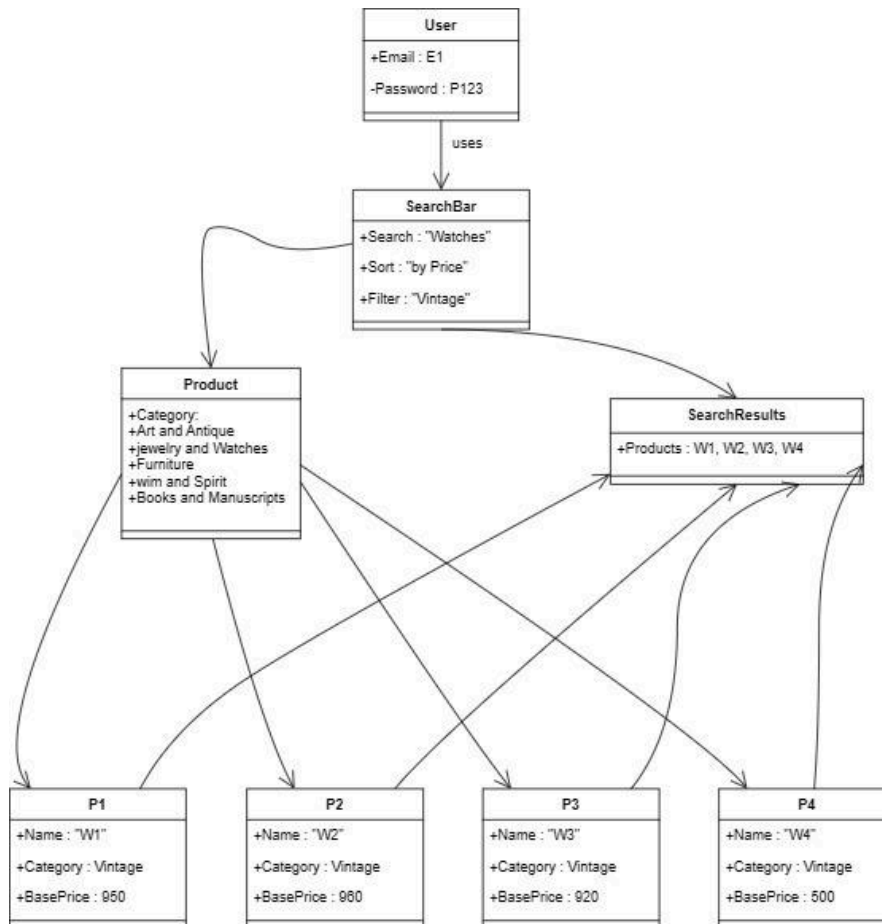 User
+Email : E1
-Password : P123
uses
SearchBar
+Search : "Watches"
+Sort : "by Price"
+Filter : "Vintage"
Product
+Category:
+Art and Antique
+jewelry and Watches
+Furniture
+wim and Spirit
+Books and Manuscripts
SearchResults
+Products : W1, W2, W3, W4
P1
+Name : "W1"
+Category : Vintage
+BasePrice : 950
P2
+Name : "W2"
+Category : Vintage
+BasePrice : 960
P3
+Name : "W3"
+Category : Vintage
+BasePrice : 920
P4
+Name : "W4"
+Category : Vintage
+BasePrice : 500